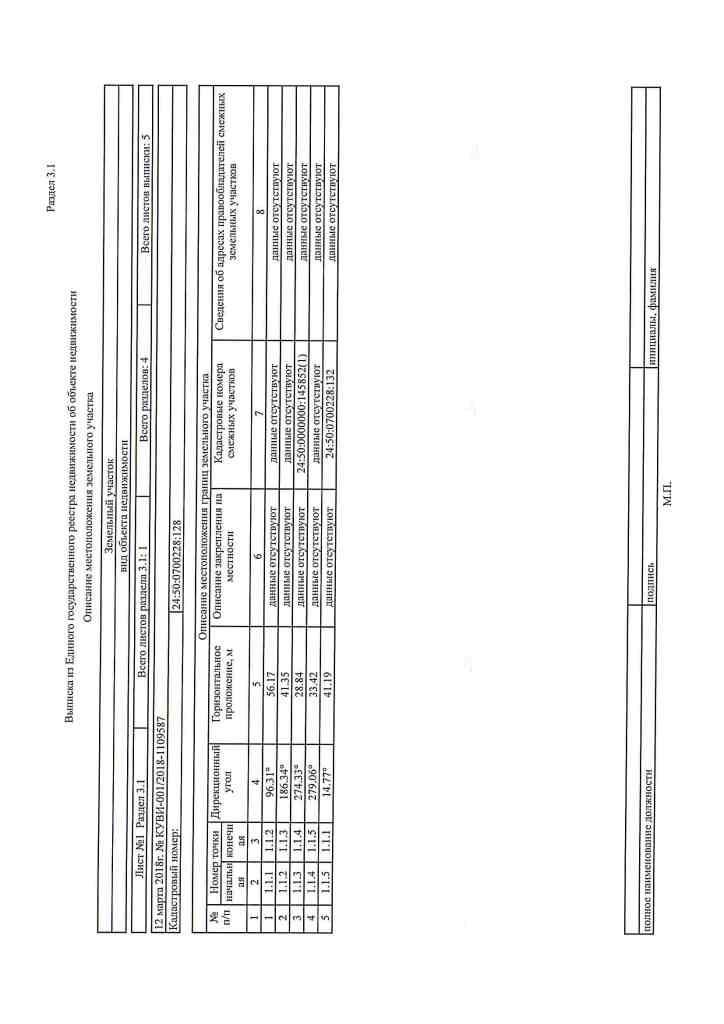 Раздел 3.1
Выписка из Единого государственного реестра недвижимости об объекте недвижимости
Описание местоположения земельного участка
Земельный участок
вид объекта недвижимости
Лист №1 Раздел 3.1 Всего листов раздела 3.1: 1 Всего разделов: 4 Всего листов выписки: 5
12 марта 2018г. № КУВИ-001/2018-1109587
Кадастровый номер: 24:50:0700228:128
Описание местоположения границ земельного участка
№ п/п Номер точки начальная конечная Дирекционный угол Горизонтальное проложение, м Описание закрепления на местности Кадастровые номера смежных участков Сведения об адресах правообладателей смежных земельных участков
1 2 3 4 5 6 7 8
1 1.1.1 1.1.2 96.31° 56.17 данные отсутствуют данные отсутствуют данные отсутствуют
2 1.1.2 1.1.3 186.34° 41.35 данные отсутствуют данные отсутствуют данные отсутствуют
3 1.1.3 1.1.4 274.33° 28.84 данные отсутствуют 24:50:0000000:145852(1) данные отсутствуют
4 1.1.4 1.1.5 279.06° 33.42 данные отсутствуют данные отсутствуют данные отсутствуют
5 1.1.5 1.1.1 14.77° 41.19 данные отсутствуют 24:50:0700228:132 данные отсутствуют
полное наименование должности подпись инициалы, фамилия
М.П.